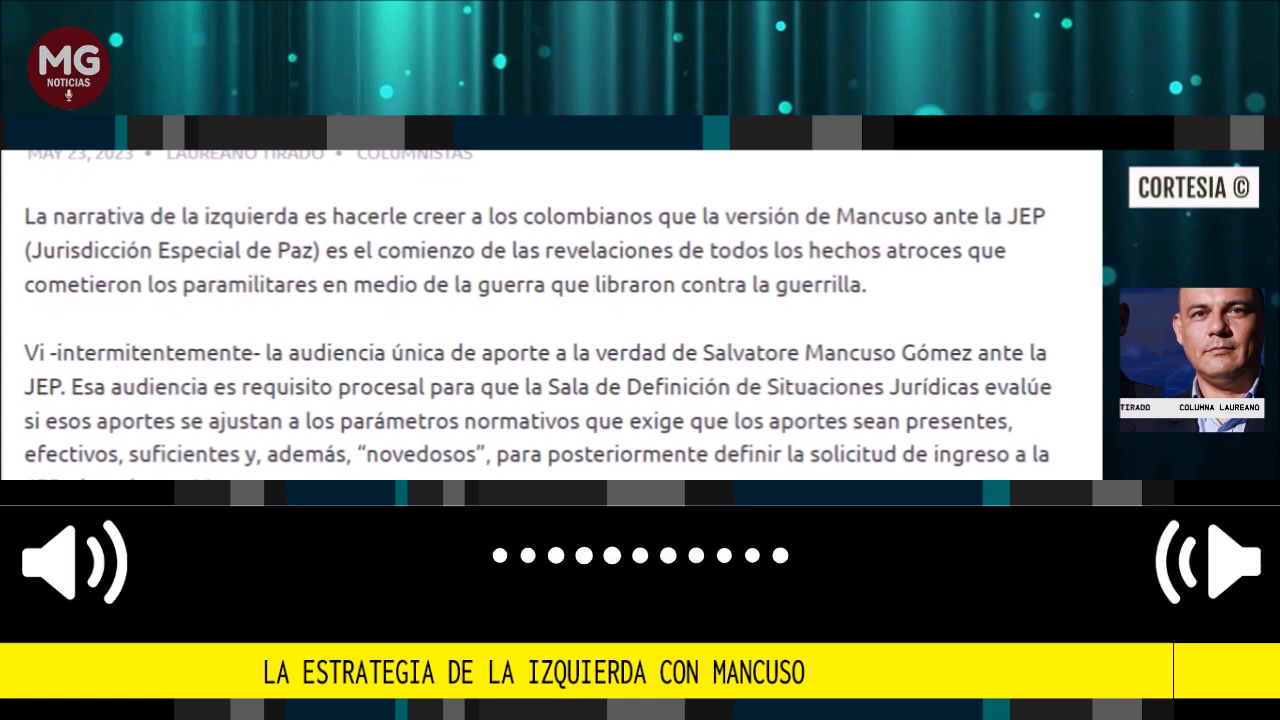 MG
NOTICIAS
MAY 23, 2023 • LAUREANO TIRADO • COLUMNISTAS
La narrativa de la izquierda es hacerle creer a los colombianos que la versión de Mancuso ante la JEP
(Jurisdicción Especial de Paz) es el comienzo de las revelaciones de todos los hechos atroces que
cometieron los paramilitares en medio de la guerra que libraron contra la guerrilla.
Vi -intermitentemente- la audiencia única de aporte a la verdad de Salvatore Mancuso Gómez ante la
JEP. Esa audiencia es requisito procesal para que la Sala de Definición de Situaciones Jurídicas evalúe
si esos aportes se ajustan a los parámetros normativos que exige que los aportes sean presentes,
efectivos, suficientes y, además, “novedosos”, para posteriormente definir la solicitud de ingreso a la
CORTESIA ©
TIRADO COLUMNA LAUREANO
LA ESTRATEGIA DE LA IZQUIERDA CON MANCUSO